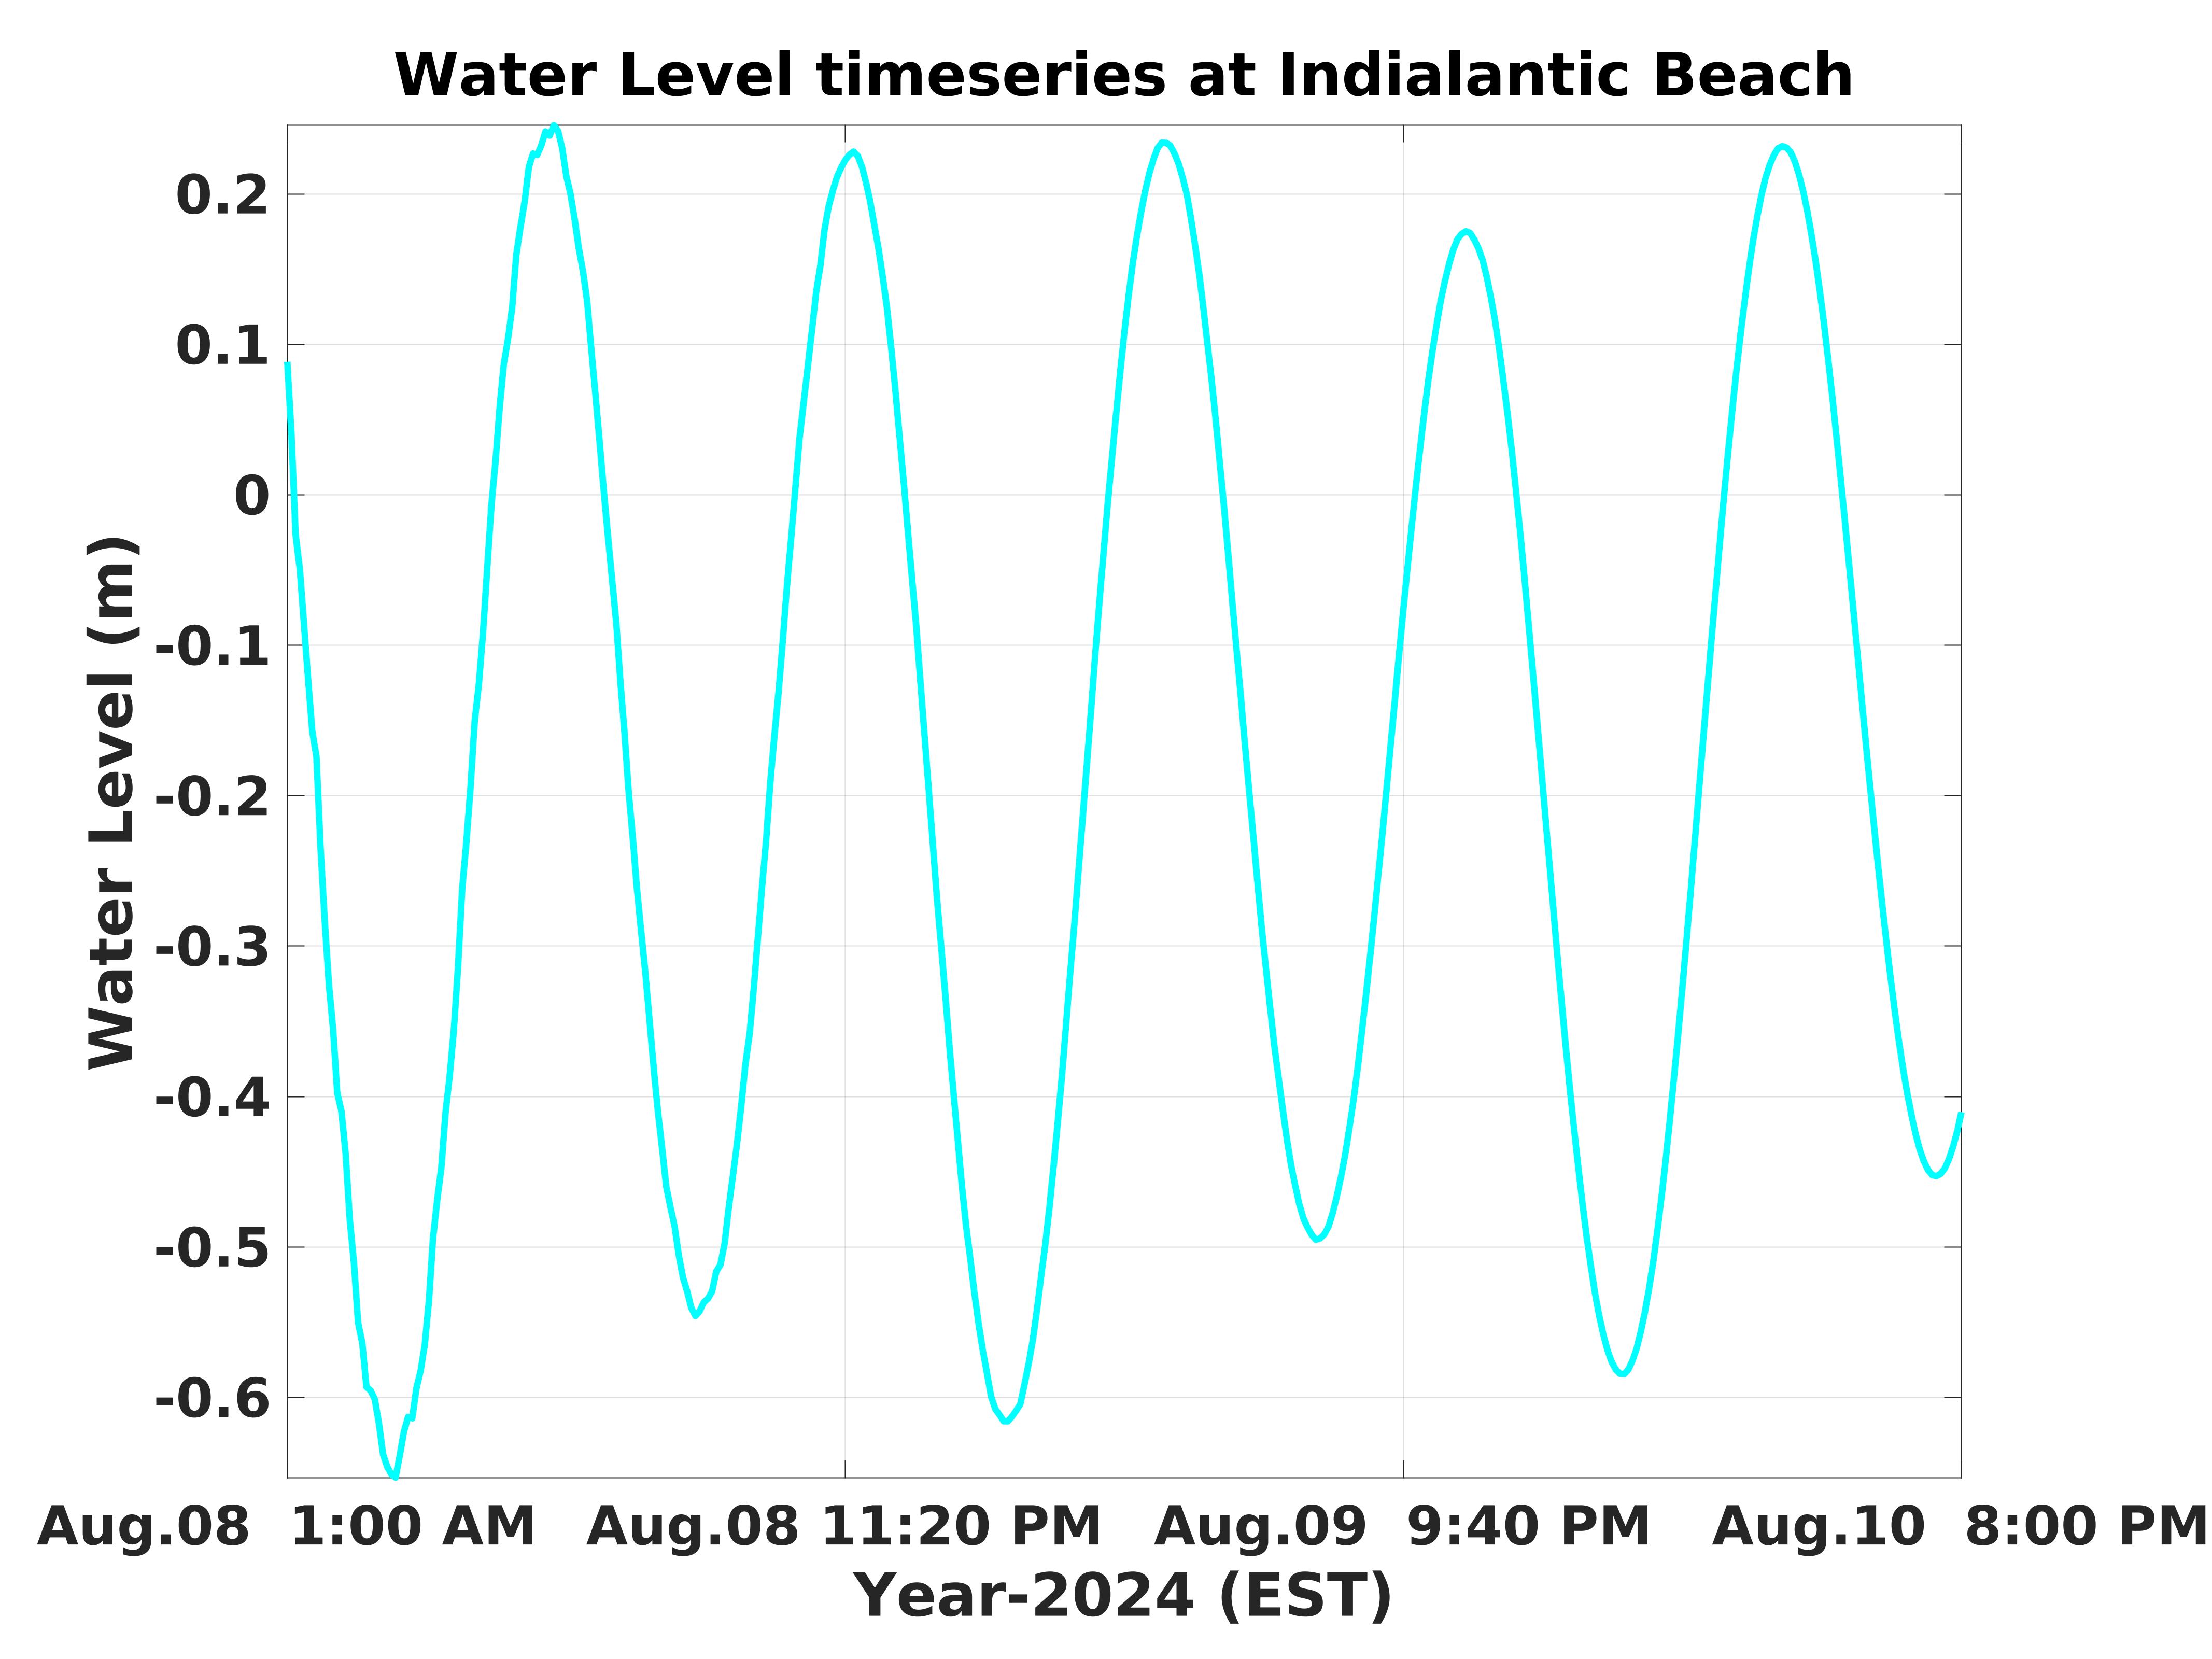 Water Level timeseries at Indialantic Beach
0.2
0.1
0
-0.1
-0.2
-0.3
-0.4
-0.5
-0.6
Water Level (m)
Aug.08 1:00 AM Aug.08 11:20 PM Aug.09 9:40 PM Aug.10 8:00 PM
Year-2024 (EST)